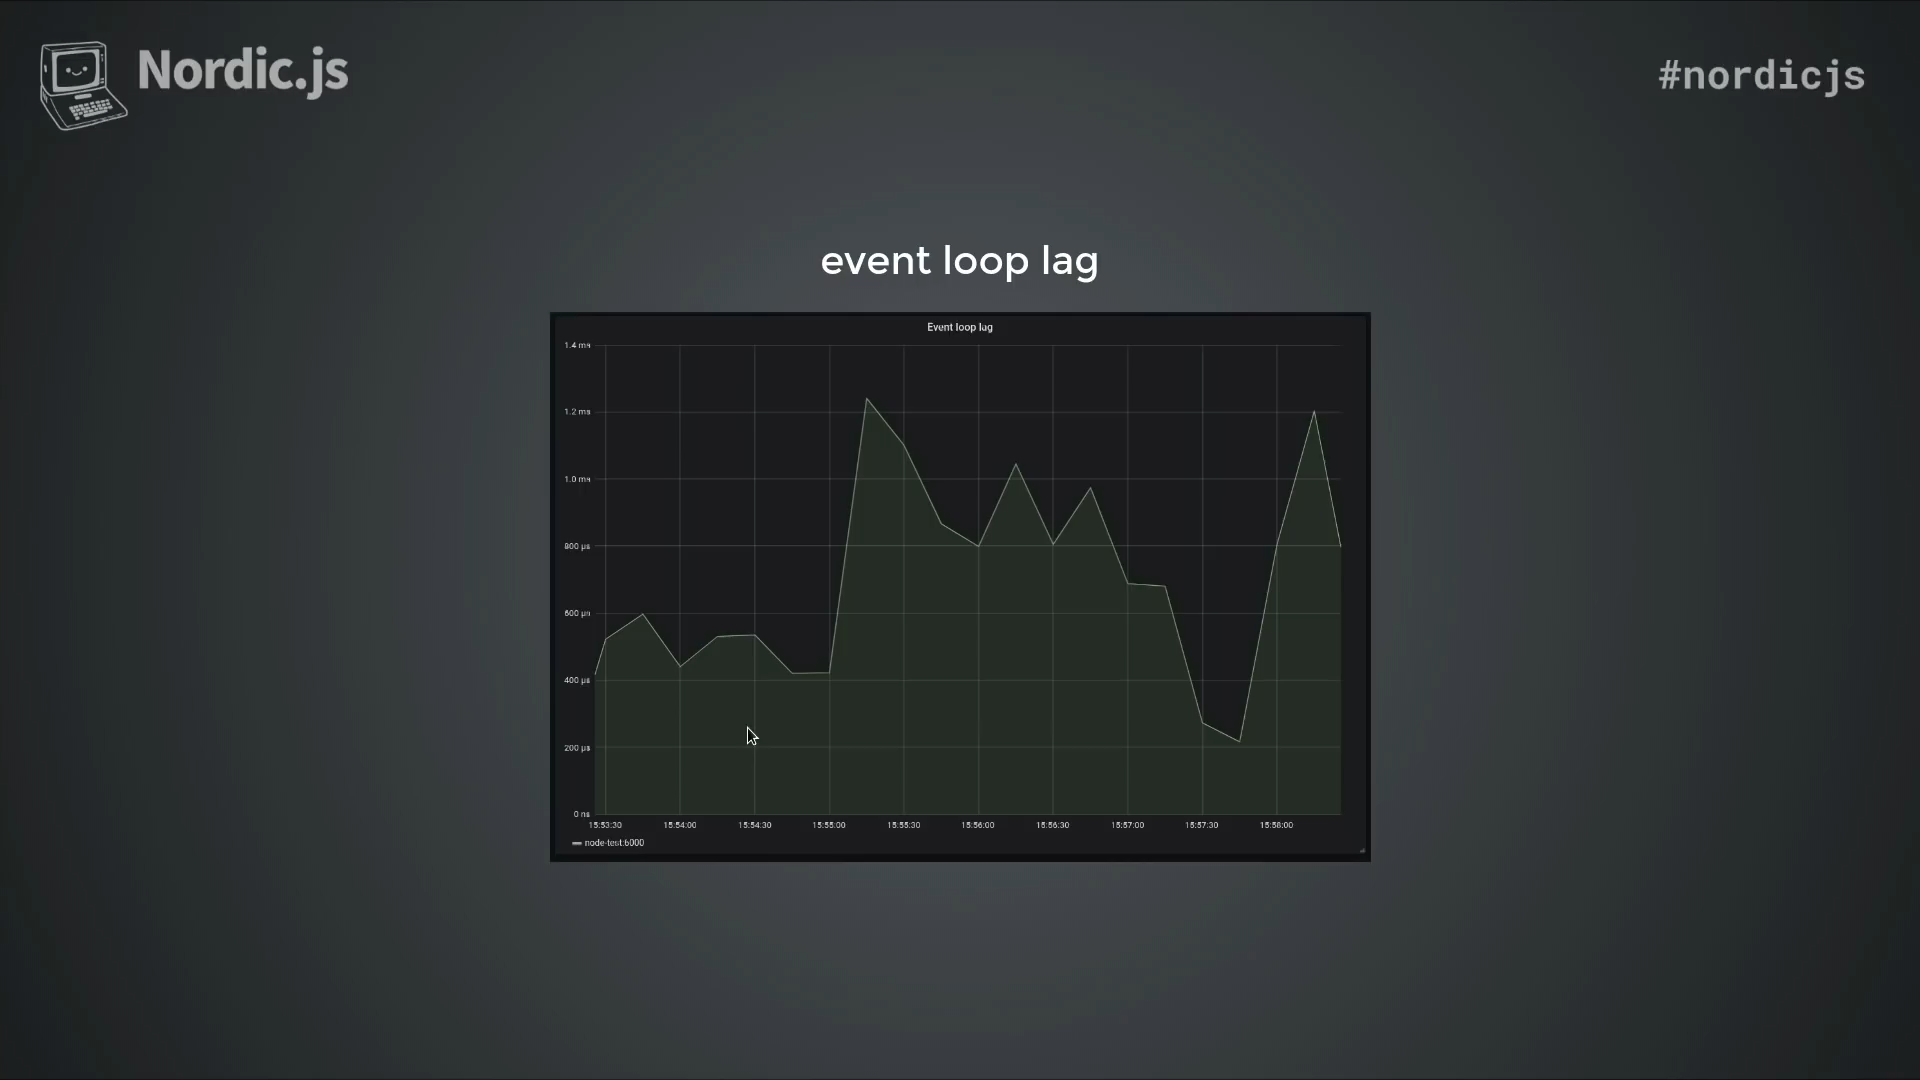 Nordic.js
#nordicjs
event loop lag
Event loop lag
1.4 ms
1.2 ms
1.0 ms
800 µs
600 µs
400 µs
200 µs
0 ns
15:53:30 15:54:00 15:54:30 15:55:00 15:55:30 15:56:00 15:56:30 15:57:00 15:57:30 15:58:00
node-test:6000